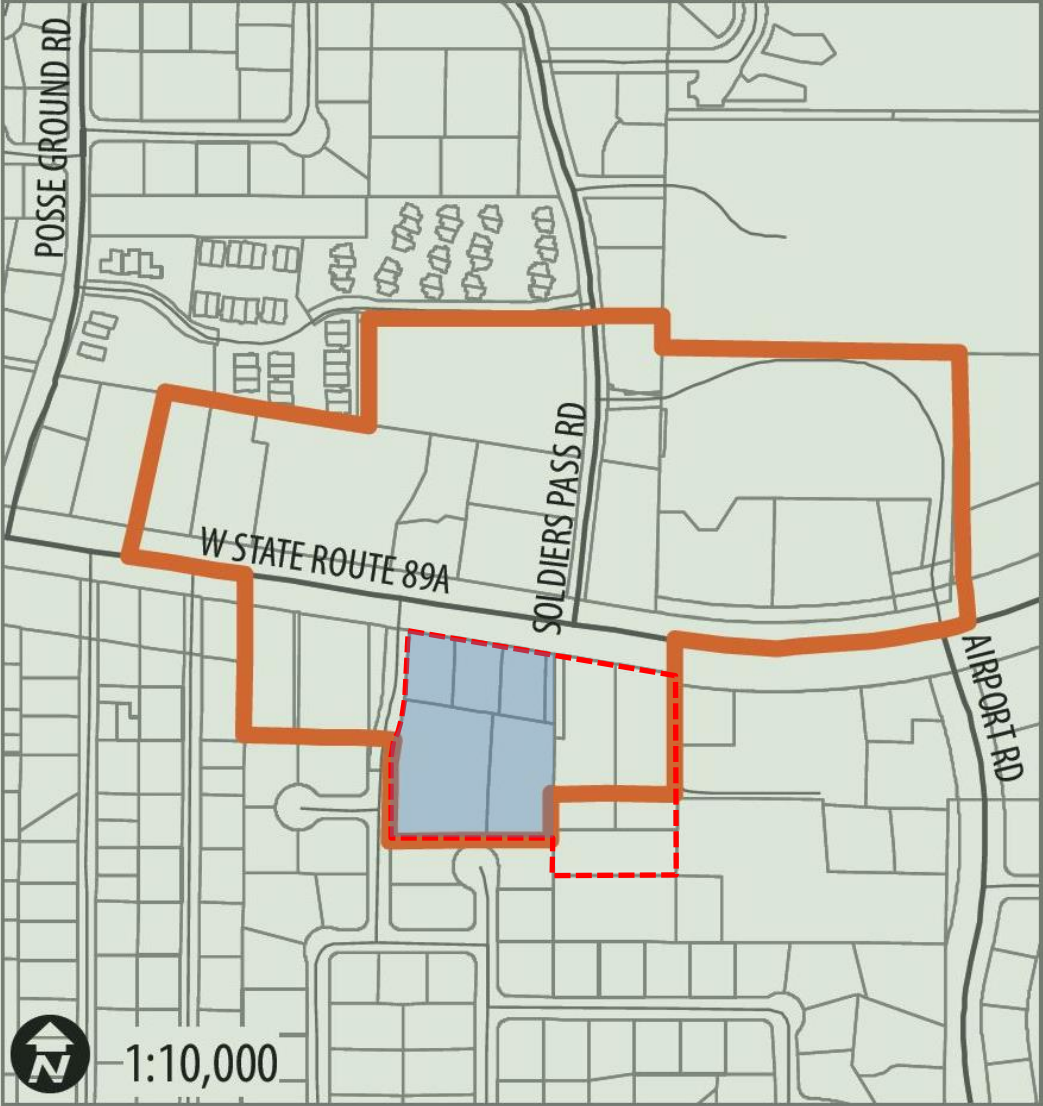 POSSE GROUND RD
W STATE ROUTE 89A
SOLDIERS PASS RD
AIRPORT RD
N
1:10,000